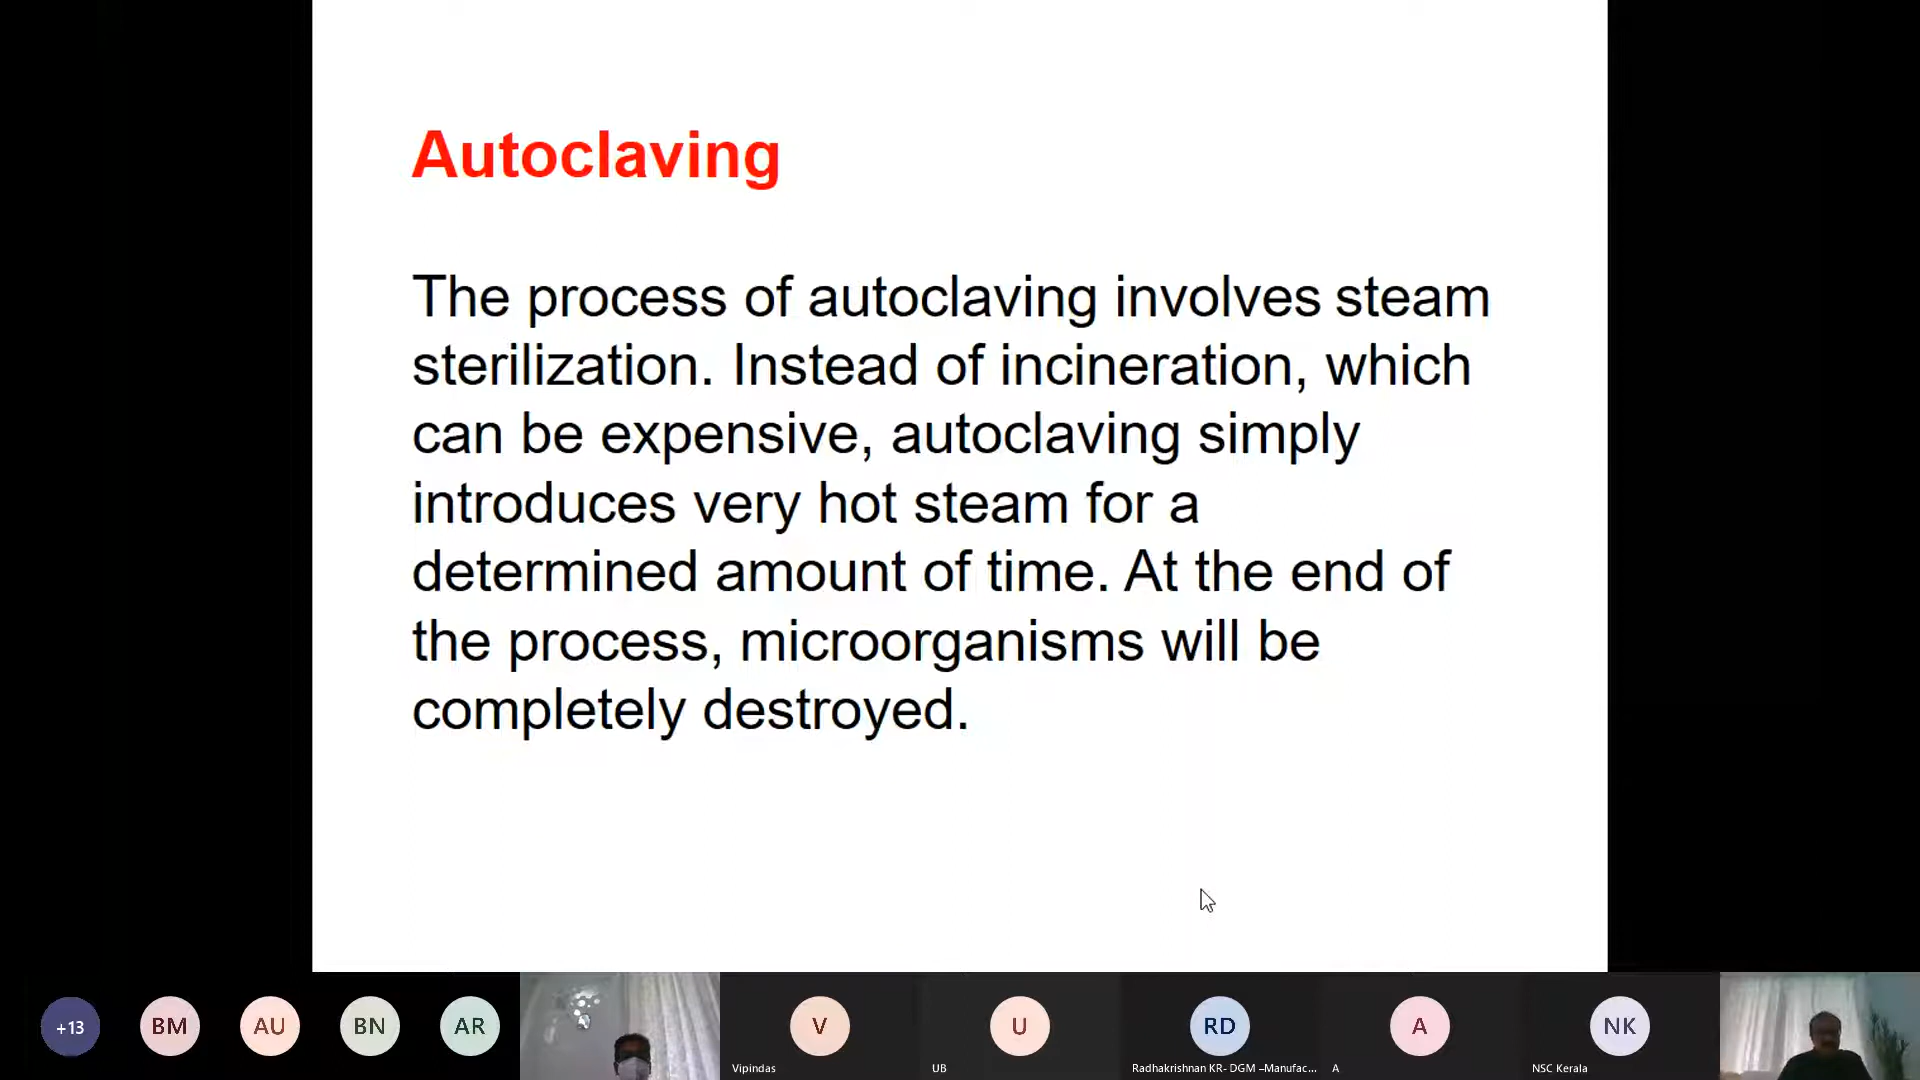 Autoclaving
The process of autoclaving involves steam
sterilization. Instead of incineration, which
can be expensive, autoclaving simply
introduces very hot steam for a
determined amount of time. At the end of
the process, microorganisms will be
completely destroyed.
+13 BM AU BN AR V U RD A NK
Vipindas UB Radhakrishnan KR- DGM –Manufac... A NSC Kerala